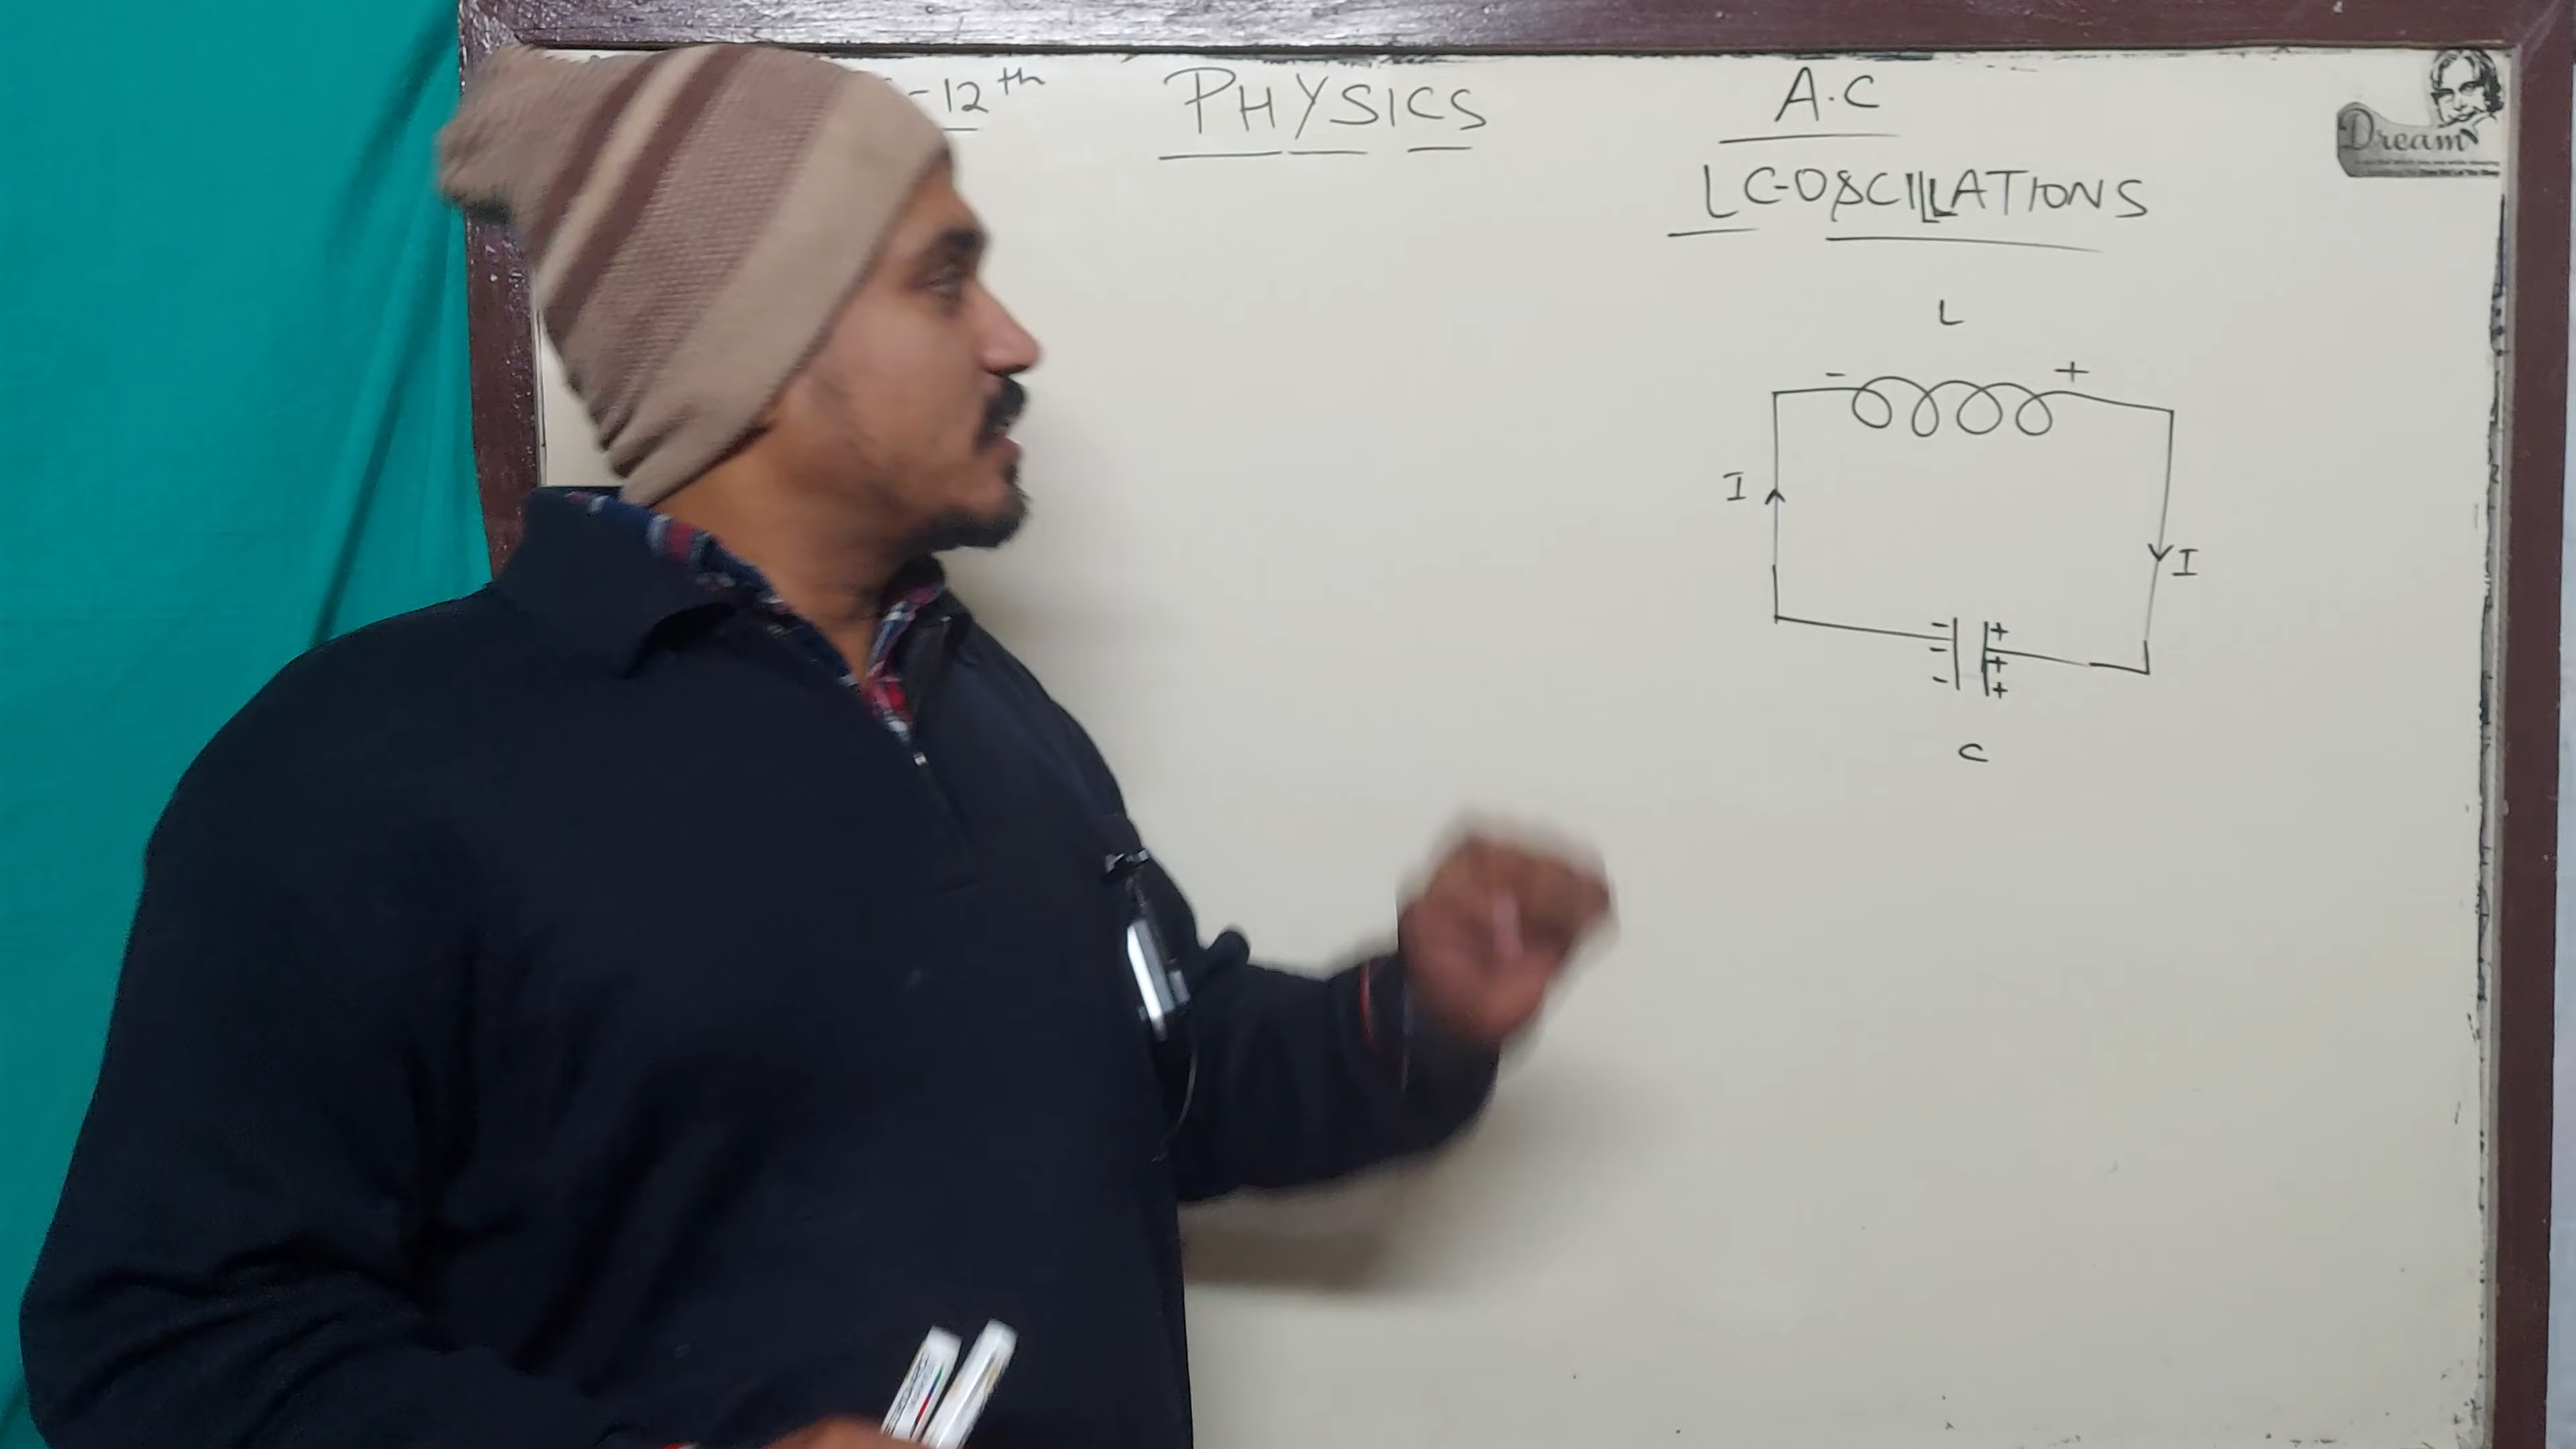 -12th
PHYSICS
A.C
LC-OSCILLATIONS
Dream
L
- +
I
I
- +
- +
- +
C